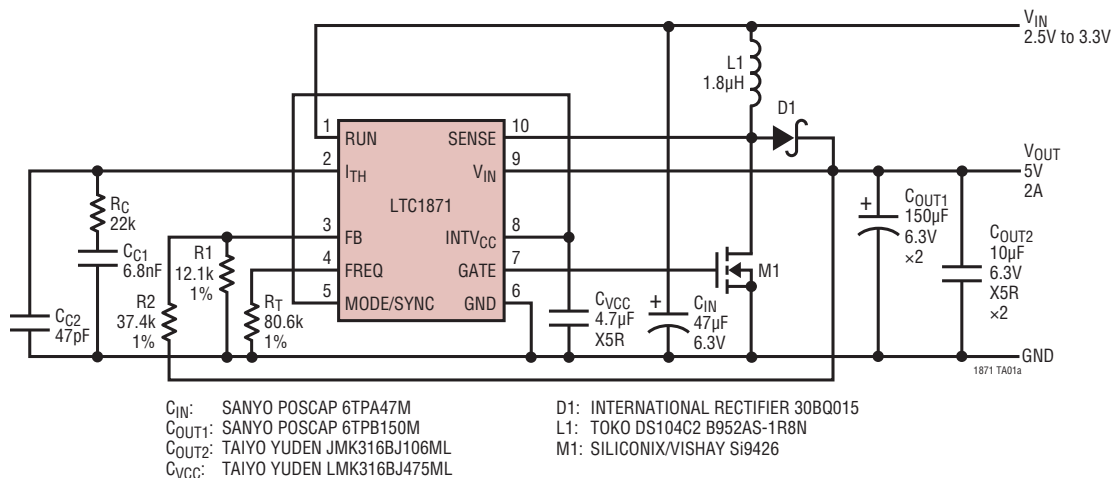 VIN
2.5V to 3.3V
L1
1.8µH
D1
1
RUN
SENSE
10
2
ITH
VIN
9
VOUT
5V
2A
LTC1871
RC
22k
CC1
6.8nF
3
FB
INTVCC
8
4
FREQ
GATE
7
5
MODE/SYNC
GND
6
R1
12.1k
1%
R2
37.4k
1%
RT
80.6k
1%
CC2
47pF
CVCC
4.7µF
X5R
+
CIN
47µF
6.3V
M1
+
COUT1
150µF
6.3V
×2
COUT2
10µF
6.3V
X5R
×2
GND
1871 TA01a
CIN: SANYO POSCAP 6TPA47M
COUT1: SANYO POSCAP 6TPB150M
COUT2: TAIYO YUDEN JMK316BJ106ML
CVCC: TAIYO YUDEN LMK316BJ475ML
D1: INTERNATIONAL RECTIFIER 30BQ015
L1: TOKO DS104C2 B952AS-1R8N
M1: SILICONIX/VISHAY Si9426